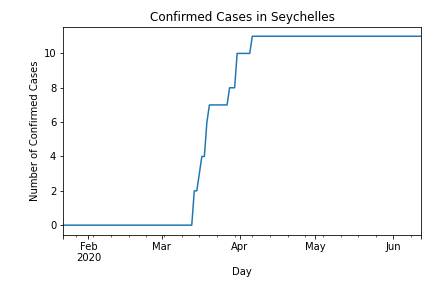 Confirmed Cases in Seychelles
Number of Confirmed Cases
10
8
6
4
2
0
Feb
2020
Mar
Apr
May
Jun
Day